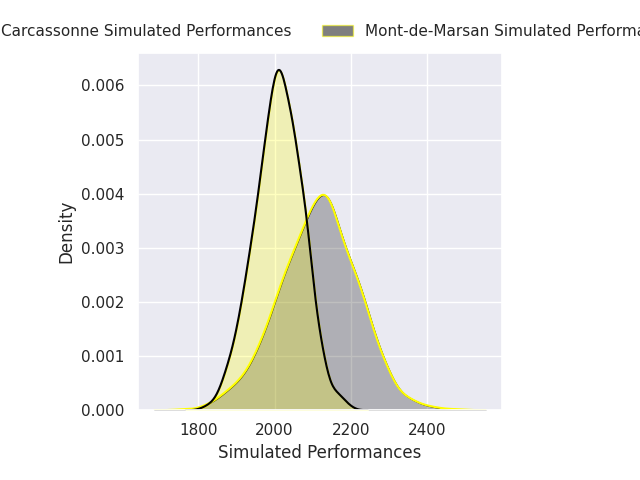 Carcassonne Simulated Performances
Mont-de-Marsan Simulated
0.006
0.005
0.004
0.003
0.002
0.001
0.000
Density
1800 2000 2200 2400
Simulated Performances